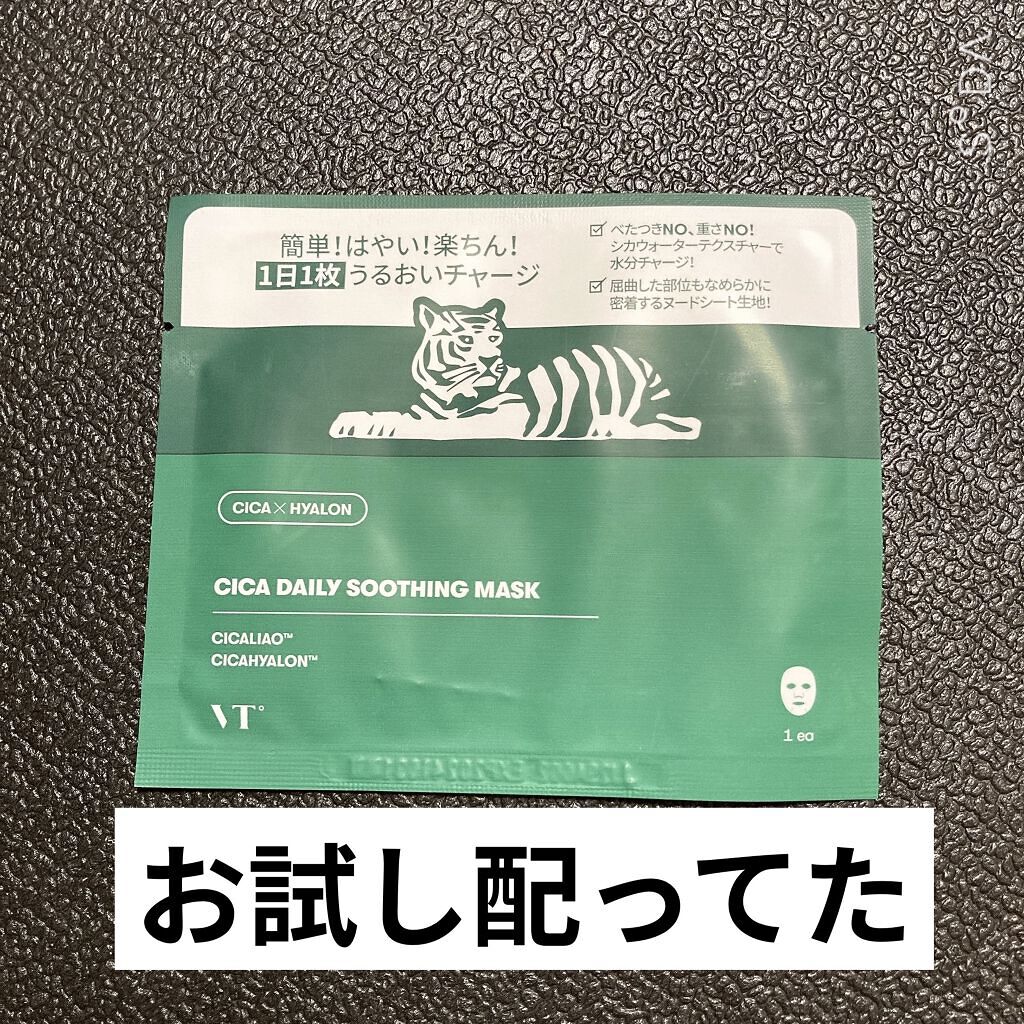 簡単!はやい!楽ちん!
1日1枚うるおいチャージ
べたつきNO、重さNO!
シカウォーターテクスチャーで
水分チャージ!
屈曲した部位もなめらかに
密着するヌードシート生地!
CICA×HYALON
CICA DAILY SOOTHING MASK
CICALIAO™
CICAHYALON™
VT°
1 ea
お試し配ってた